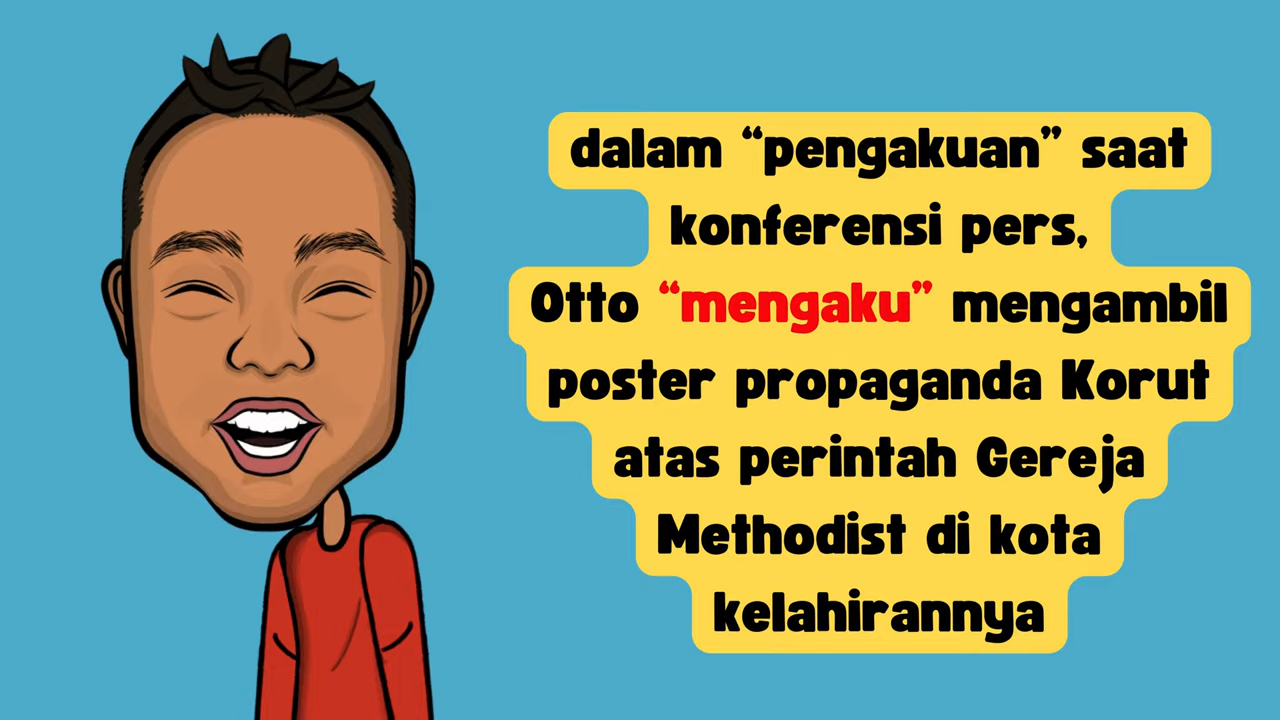 dalam “pengakuan” saat
konferensi pers,
Otto “mengaku” mengambil
poster propaganda Korut
atas perintah Gereja
Methodist di kota
kelahirannya